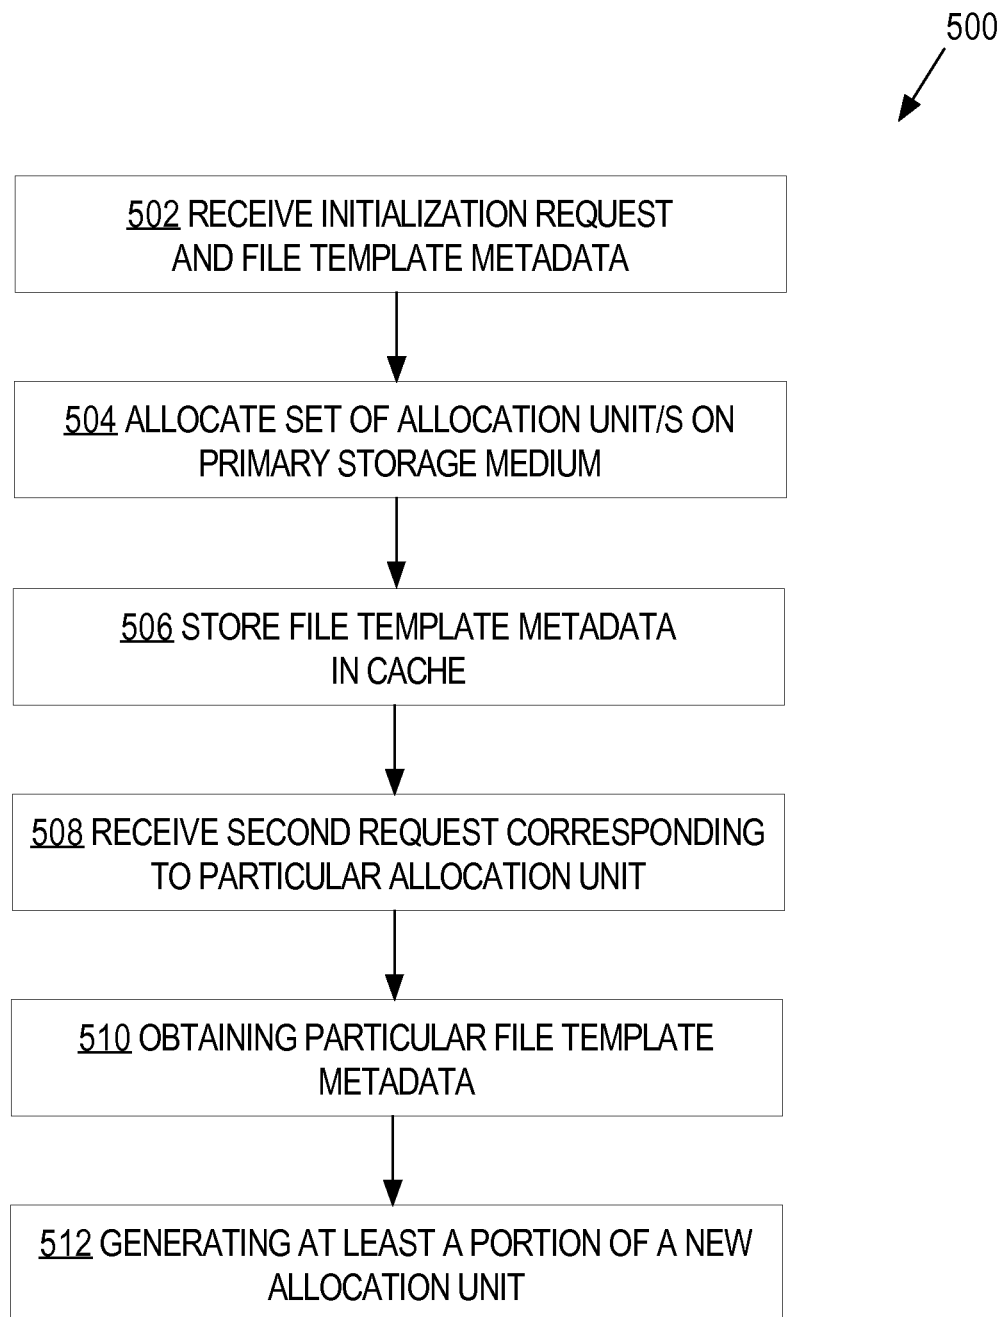 500
502 RECEIVE INITIALIZATION REQUEST
AND FILE TEMPLATE METADATA
504 ALLOCATE SET OF ALLOCATION UNIT/S ON
PRIMARY STORAGE MEDIUM
506 STORE FILE TEMPLATE METADATA
IN CACHE
508 RECEIVE SECOND REQUEST CORRESPONDING
TO PARTICULAR ALLOCATION UNIT
510 OBTAINING PARTICULAR FILE TEMPLATE
METADATA
512 GENERATING AT LEAST A PORTION OF A NEW
ALLOCATION UNIT